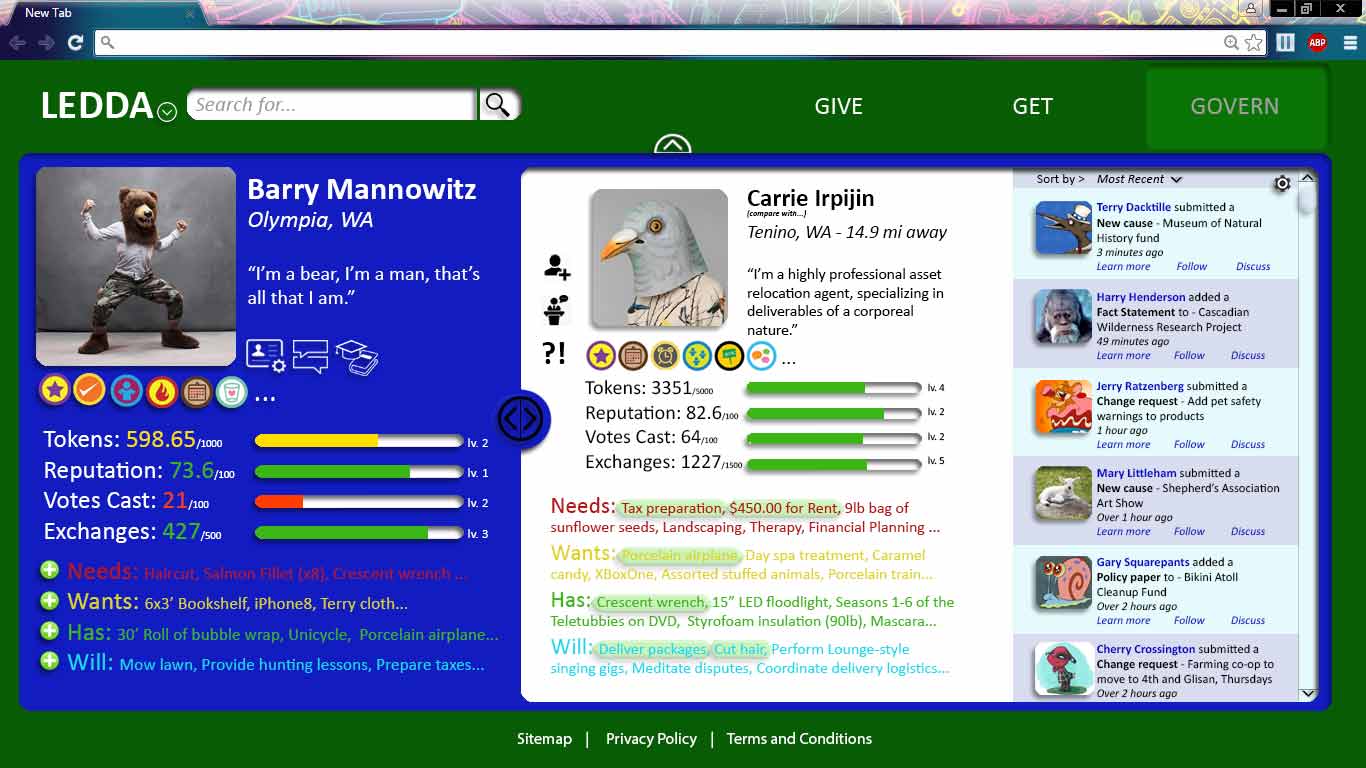 New Tab
ABP
LEDDA
Search for...
GIVE
GET
GOVERN
Barry Mannowitz
Olympia, WA
“I’m a bear, I’m a man, that’s
all that I am.”
...
Tokens: 598.65/1000
lv. 2
Reputation: 73.6/100
lv. 1
Votes Cast: 21/100
lv. 2
Exchanges: 427/500
lv. 3
Needs: Haircut, Salmon Fillet (x8), Crescent wrench ...
Wants: 6x3’ Bookshelf, iPhone8, Terry cloth...
Has: 30’ Roll of bubble wrap, Unicycle,  Porcelain airplane...
Will: Mow lawn, Provide hunting lessons, Prepare taxes...
Carrie Irpijin
(compare with...)
Tenino, WA - 14.9 mi away
“I’m a highly professional asset
relocation agent, specializing in
deliverables of a corporeal
nature.”
?!
...
Tokens: 3351/5000
lv. 4
Reputation: 82.6/100
lv. 2
Votes Cast: 64/100
lv. 2
Exchanges: 1227/1500
lv. 5
Needs: Tax preparation, $450.00 for Rent, 9lb bag of
sunflower seeds, Landscaping, Therapy, Financial Planning ...
Wants: Porcelain airplane, Day spa treatment, Caramel
candy, XBoxOne, Assorted stuffed animals, Porcelain train...
Has: Crescent wrench, 15” LED floodlight, Seasons 1-6 of the
Teletubbies on DVD,  Styrofoam insulation (90lb), Mascara...
Will: Deliver packages, Cut hair, Perform Lounge-style
singing gigs, Meditate disputes, Coordinate delivery logistics...
Sort by > Most Recent
Terry Dacktille submitted a
New cause - Museum of Natural
History fund
3 minutes ago
Learn more Follow Discuss
Harry Henderson added a
Fact Statement to - Cascadian
Wilderness Research Project
49 minutes ago
Learn more Follow Discuss
Jerry Ratzenberg submitted a
Change request - Add pet safety
warnings to products
1 hour ago
Learn more Follow Discuss
Mary Littleham submitted a
New cause - Shepherd’s Association
Art Show
Over 1 hour ago
Learn more Follow Discuss
Gary Squarepants added a
Policy paper to - Bikini Atoll
Cleanup Fund
Over 2 hours ago
Learn more Follow Discuss
Cherry Crossington submitted a
Change request - Farming co-op to
move to 4th and Glisan, Thursdays
Over 2 hours ago
Sitemap | Privacy Policy | Terms and Conditions